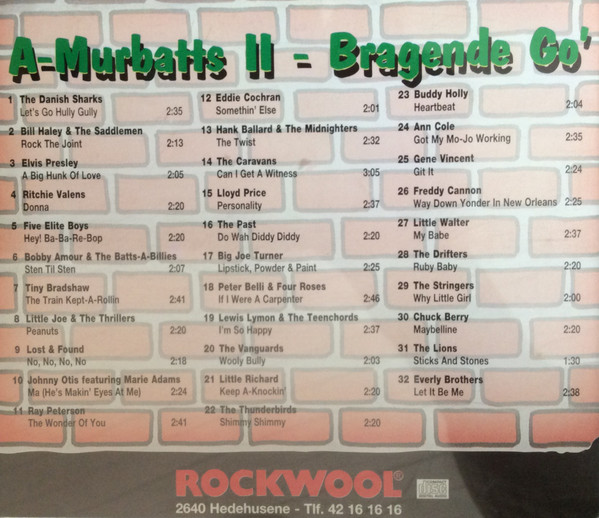 A-Murbatts II - Bragende Go'
1 The Danish Sharks
Let's Go Hully Gully 2:35
2 Bill Haley & The Saddlemen
Rock The Joint 2:13
3 Elvis Presley
A Big Hunk Of Love 2:05
4 Ritchie Valens
Donna 2:20
5 Five Elite Boys
Hey! Ba-Ba-Re-Bop 2:20
6 Bobby Amour & The Batts-A-Billies
Sten Til Sten 2:07
7 Tiny Bradshaw
The Train Kept-A-Rollin 2:41
8 Little Joe & The Thrillers
Peanuts 2:20
9 Lost & Found
No, No, No, No 2:18
10 Johnny Otis featuring Marie Adams
Ma (He's Makin' Eyes At Me) 2:24
11 Ray Peterson
The Wonder Of You 2:41
12 Eddie Cochran
Somethin' Else 2:01
13 Hank Ballard & The Midnighters
The Twist 2:32
14 The Caravans
Can I Get A Witness 3:05
15 Lloyd Price
Personality 2:37
16 The Past
Do Wah Diddy Diddy 2:20
17 Big Joe Turner
Lipstick, Powder & Paint 2:25
18 Peter Belli & Four Roses
If I Were A Carpenter 2:46
19 Lewis Lymon & The Teenchords
I'm So Happy 2:37
20 The Vanguards
Wooly Bully 2:03
21 Little Richard
Keep A-Knockin' 2:20
22 The Thunderbirds
Shimmy Shimmy 2:20
23 Buddy Holly
Heartbeat 2:04
24 Ann Cole
Got My Mo-Jo Working 2:35
25 Gene Vincent
Git It 2:24
26 Freddy Cannon
Way Down Yonder In New Orleans 2:25
27 Little Walter
My Babe 2:37
28 The Drifters
Ruby Baby 2:20
29 The Stringers
Why Little Girl 2:00
30 Chuck Berry
Maybelline 2:20
31 The Lions
Sticks And Stones 1:30
32 Everly Brothers
Let It Be Me 2:38
ROCKWOOL®
2640 Hedehusene - Tlf. 42 16 16 16
COMPACT
disc
DIGITAL AUDIO